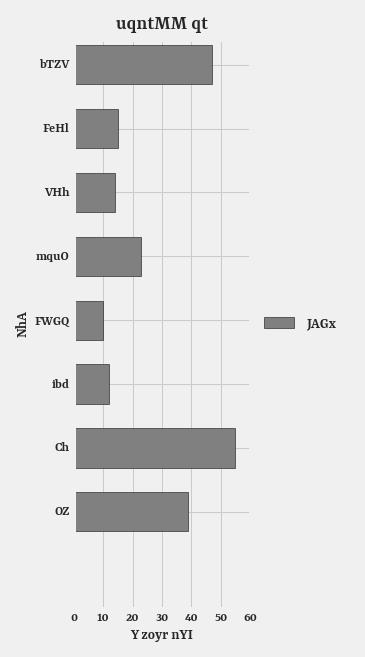 uqntMM qt
bTZV
FeHl
VHh
mquO
FWGQ
ibd
Ch
OZ
NhA
JAGx
0 10 20 30 40 50 60
Y zoyr nYI